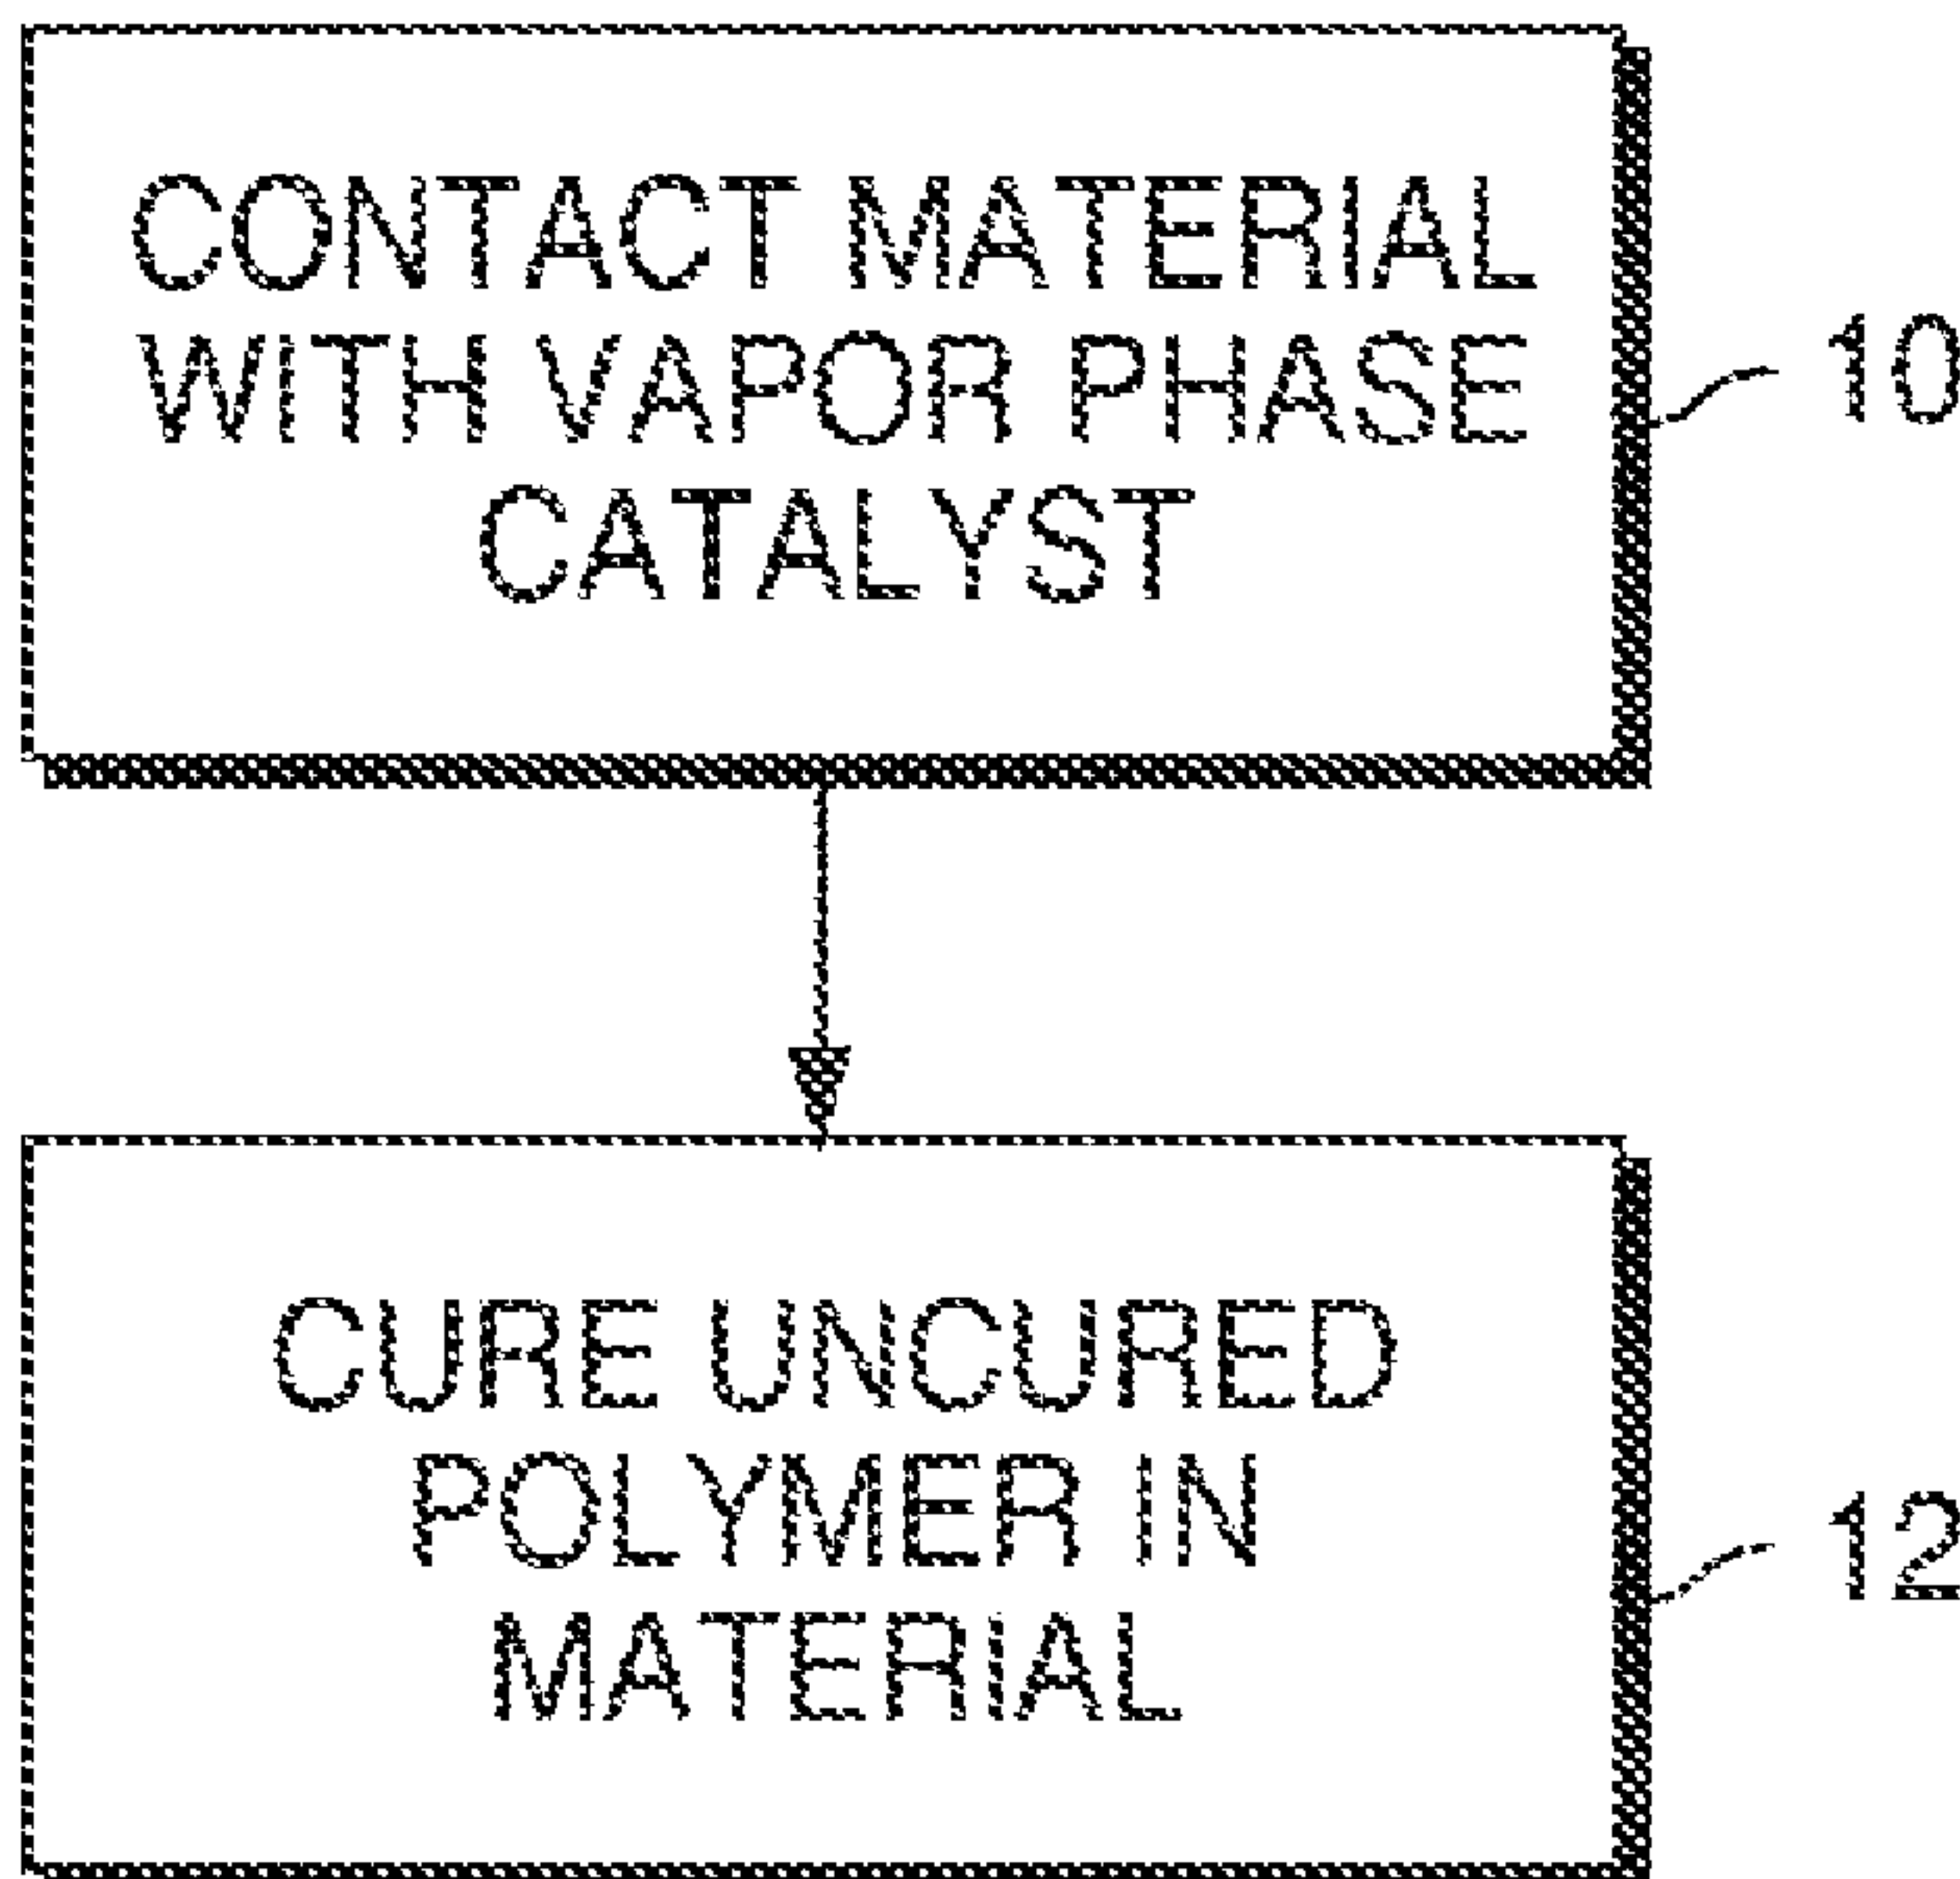 CONTACT MATERIAL
WITH VAPOR PHASE
CATALYST
10
CURE UNCURED
POLYMER IN
MATERIAL
12